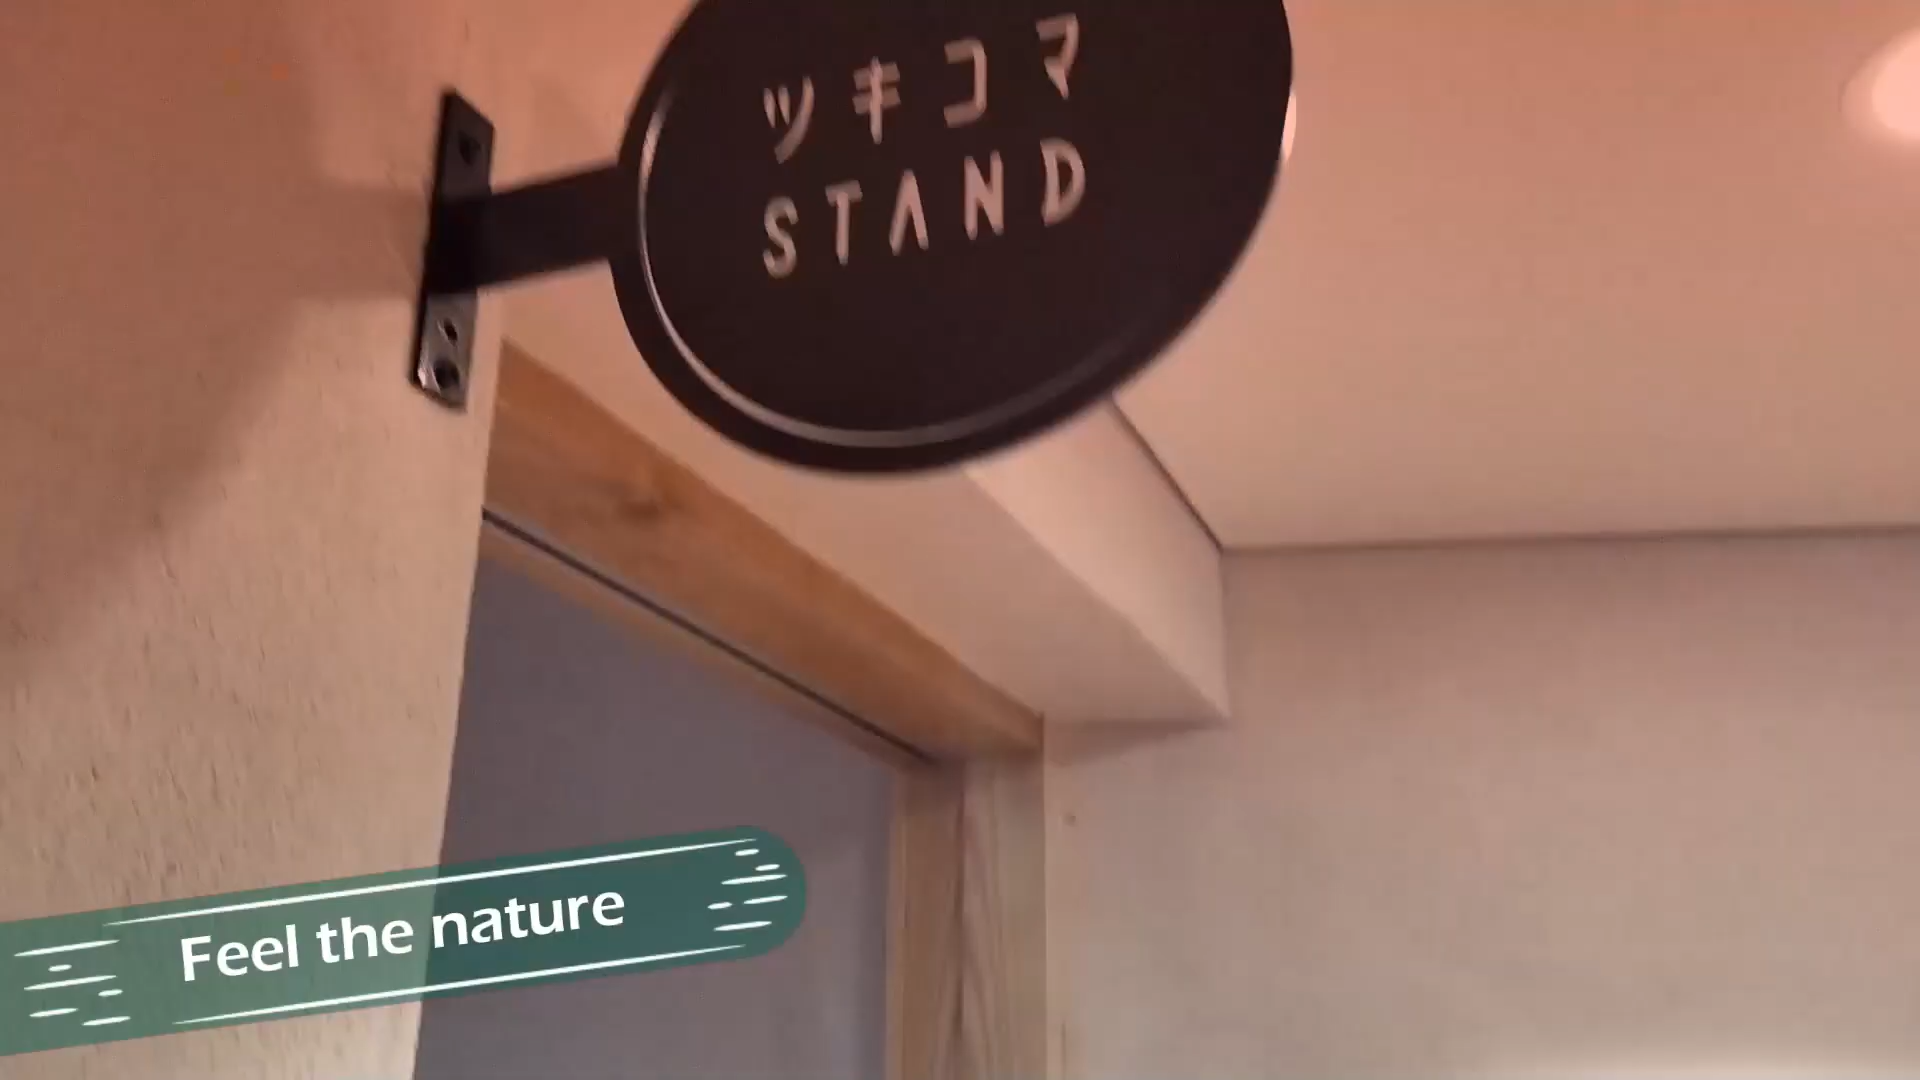 ツキコマ
STAND
Feel the nature